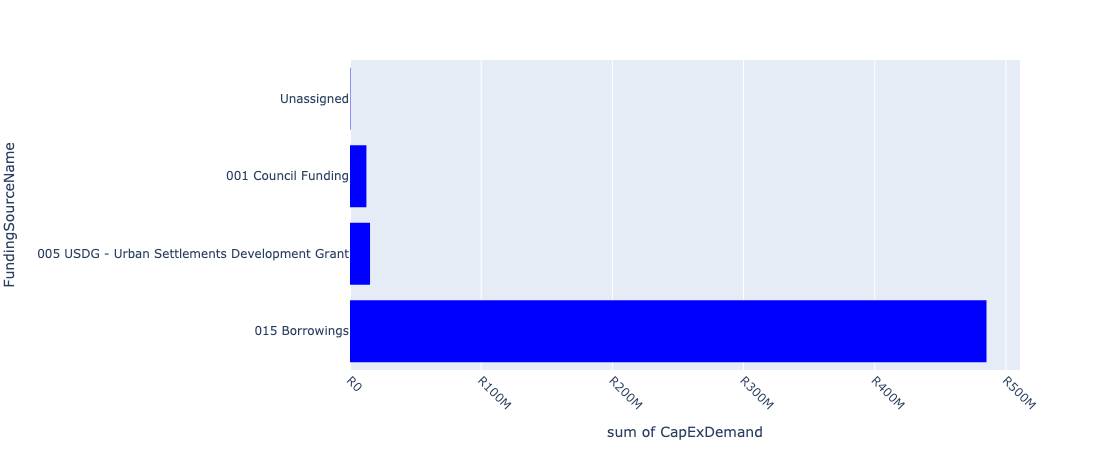 FundingSourceName
Unassigned
001 Council Funding
005 USDG - Urban Settlements Development Grant
015 Borrowings
R0
R100M
R200M
R300M
R400M
R500M
sum of CapExDemand